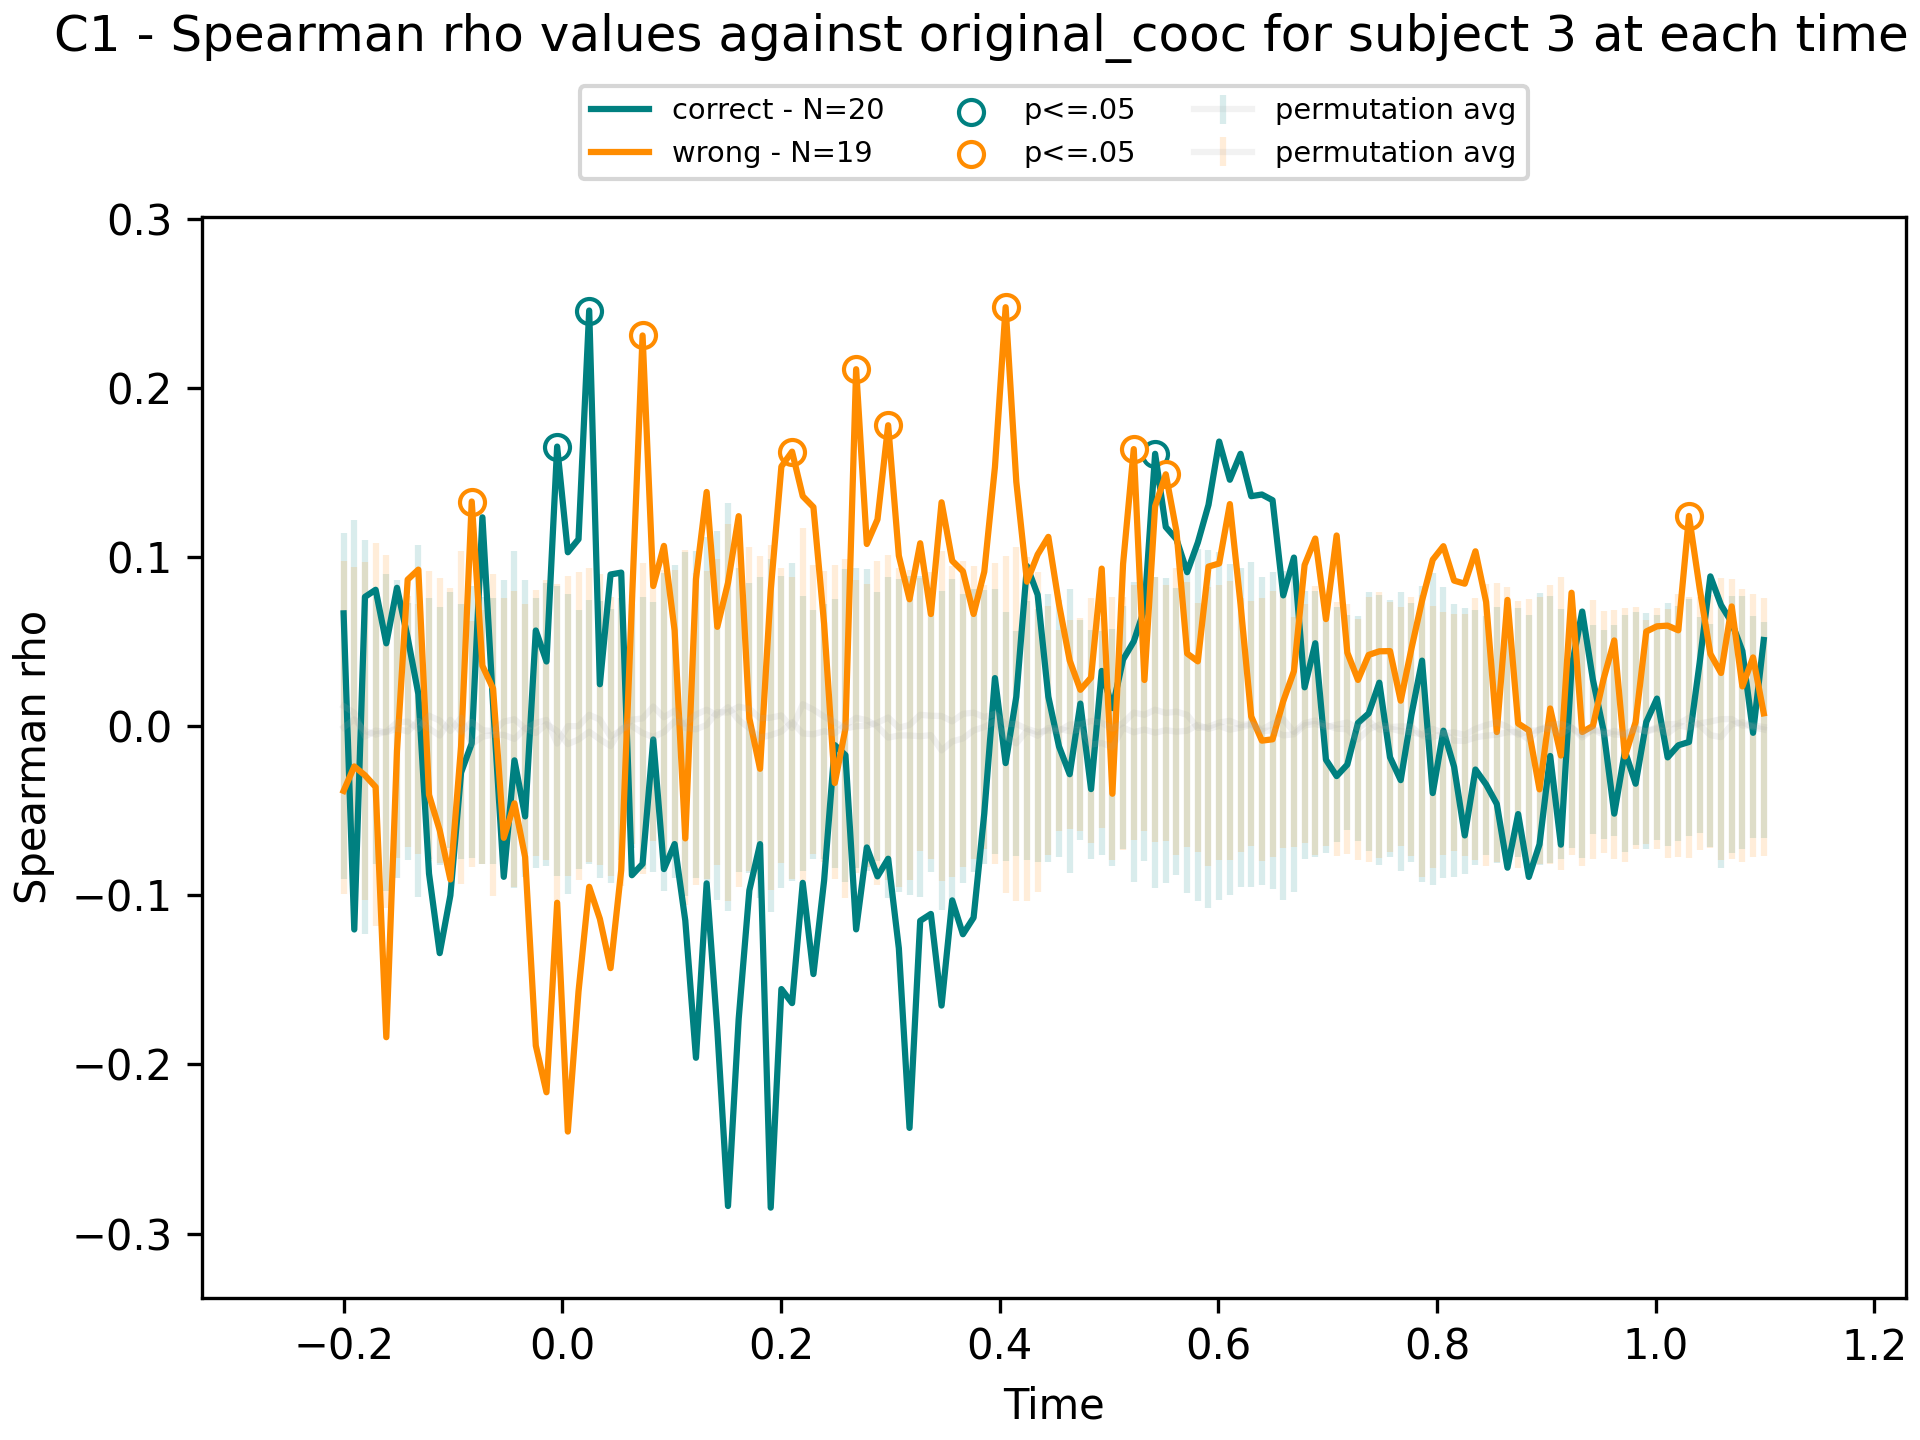 C1 - Spearman rho values against original_cooc for subject 3 at each time
correct - N=20
wrong - N=19
p<=.05
p<=.05
permutation avg
permutation avg
0.3
0.2
0.1
0.0
−0.1
−0.2
−0.3
Spearman rho
−0.2 0.0 0.2 0.4 0.6 0.8 1.0 1.2
Time